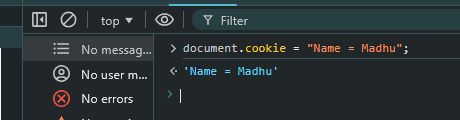 top
Filter
No messag...
No user m...
No errors
> document.cookie = "Name = Madhu";
'Name = Madhu'
>